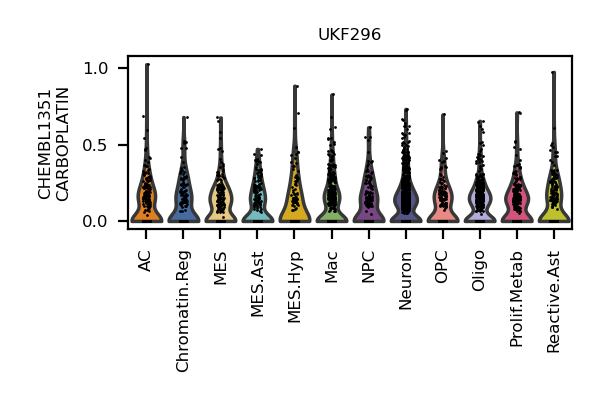 UKF296
CHEMBL1351
CARBOPLATIN
1.0
0.5
0.0
AC
Chromatin.Reg
MES
MES.Ast
MES.Hyp
Mac
NPC
Neuron
OPC
Oligo
Prolif.Metab
Reactive.Ast